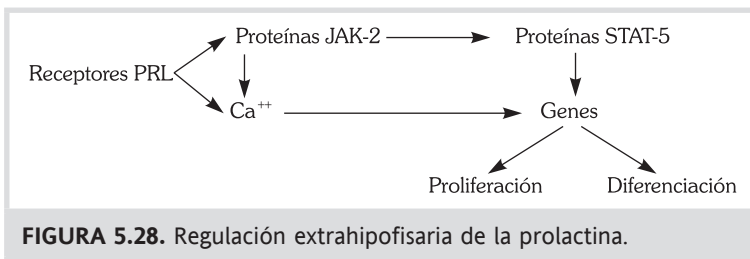 Proteínas JAK-2 Proteínas STAT-5
Receptores PRL
Ca++ Genes
Proliferación Diferenciación
FIGURA 5.28. Regulación extrahipofisaria de la prolactina.